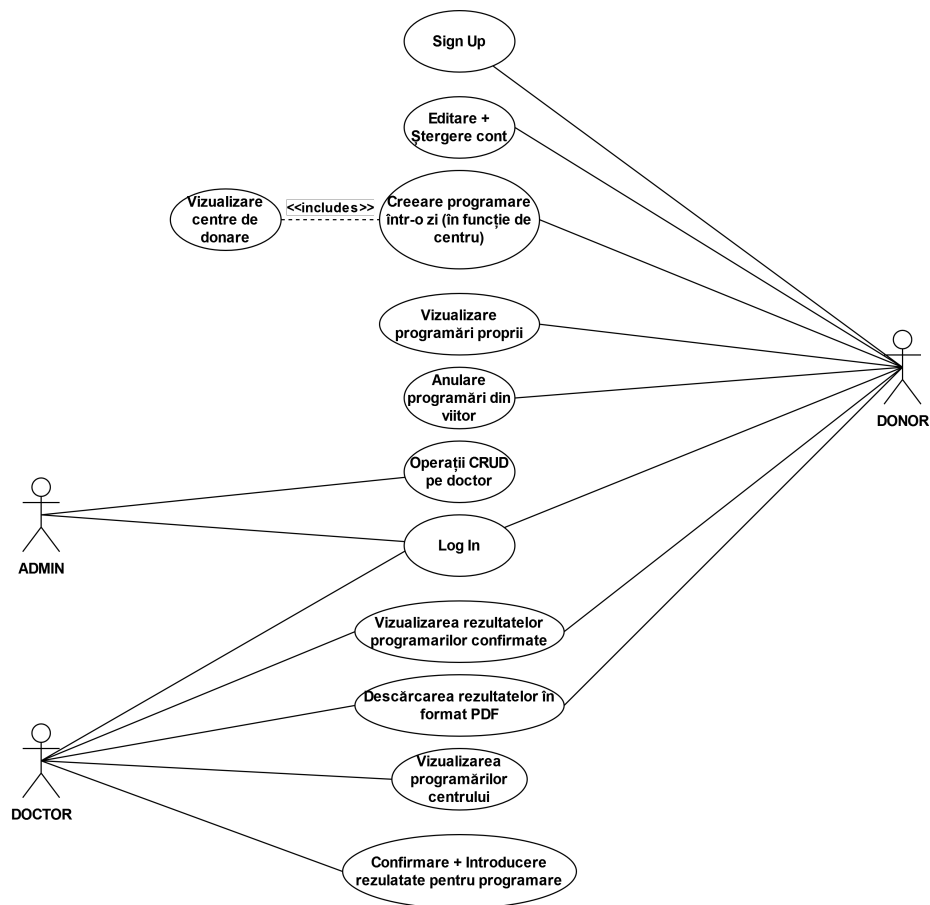 Sign Up
Editare +
Ștergere cont
Vizualizare
centre de
donare
<<includes>>
Creeare programare
într-o zi (în funcție de
centru)
Vizualizare
programări proprii
Anulare
programări din
viitor
DONOR
Operații CRUD
pe doctor
Log In
ADMIN
Vizualizarea rezultatelor
programarilor confirmate
Descărcarea rezultatelor în
format PDF
Vizualizarea
programărilor
centrului
DOCTOR
Confirmare + Introducere
rezulatate pentru programare